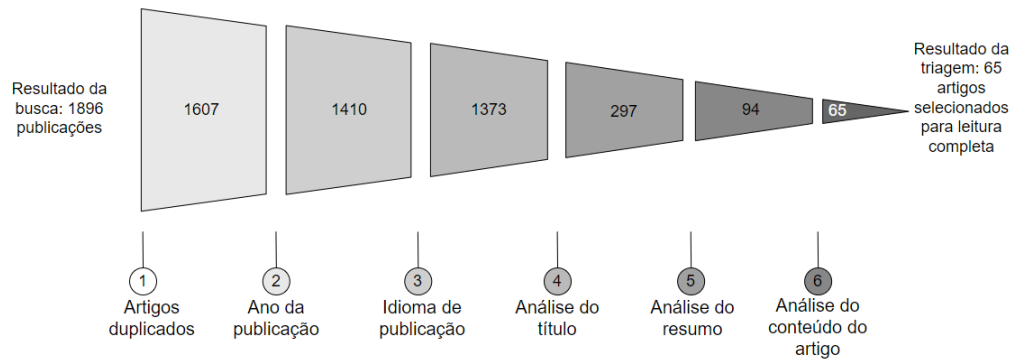 Resultado da
busca: 1896
publicações
1607
1410
1373
297
94
65
Resultado da
triagem: 65
artigos
selecionados
para leitura
completa
1
Artigos
duplicados
2
Ano da
publicação
3
Idioma de
publicação
4
Análise do
título
5
Análise do
resumo
6
Análise do
conteúdo do
artigo